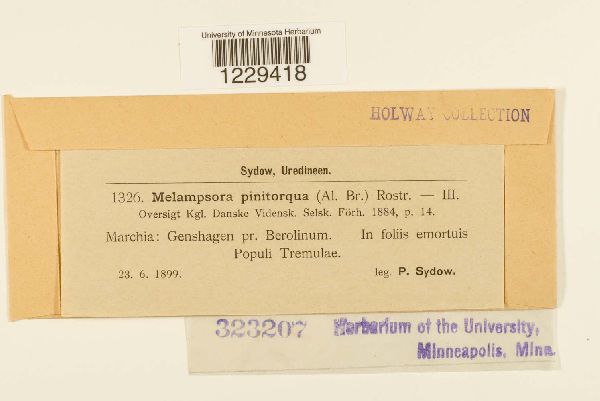 University of Minnesota Herbarium
1229418
HOLWAY COLLECTION
Sydow, Uredineen.
1326. Melampsora pinitorqua (Al. Br.) Rostr. — III.
Oversigt Kgl. Danske Vidensk. Selsk. Förh. 1884, p. 14.
Marchia: Genshagen pr. Berolinum. In foliis emortuis
Populi Tremulae.
23. 6. 1899. leg. P. Sydow.
323207 Herbarium of the University,
Minneapolis, Minn.